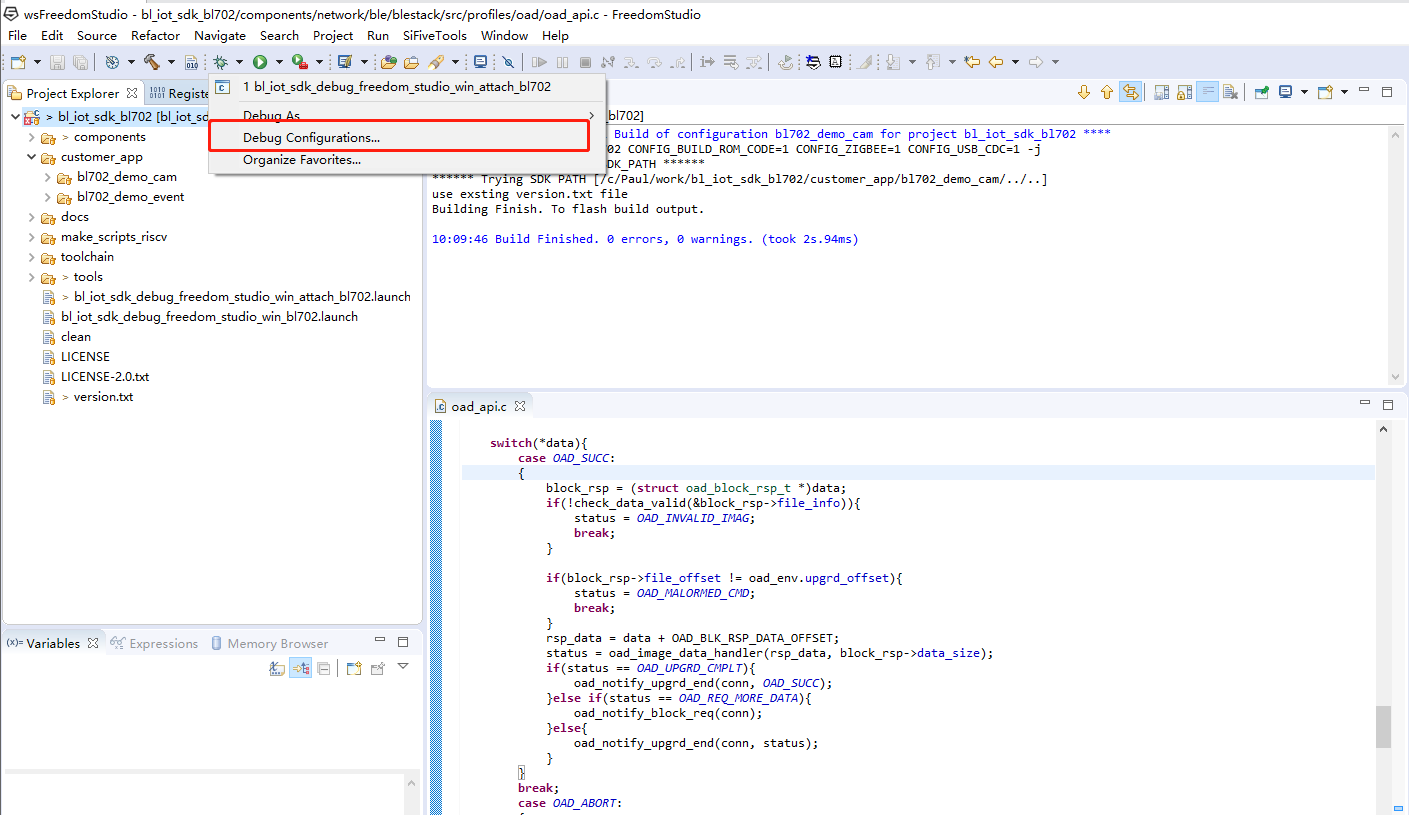 wsFreedomStudio - bl_iot_sdk_bl702/components/network/ble/blestack/src/profiles/oad/oad_api.c - FreedomStudio
File Edit Source Refactor Navigate Search Project Run SiFiveTools Window Help
Project Explorer
Registe
1 bl_iot_sdk_debug_freedom_studio_win_attach_bl702
Debug As
Debug Configurations...
Organize Favorites...
> bl_iot_sdk_bl702 [bl_iot_sd
> components
customer_app
bl702_demo_cam
bl702_demo_event
docs
make_scripts_riscv
toolchain
> tools
> bl_iot_sdk_debug_freedom_studio_win_attach_bl702.launch
bl_iot_sdk_debug_freedom_studio_win_bl702.launch
clean
LICENSE
LICENSE-2.0.txt
> version.txt
_bl702]
Build of configuration bl702_demo_cam for project bl_iot_sdk_bl702 ****
02 CONFIG_BUILD_ROM_CODE=1 CONFIG_ZIGBEE=1 CONFIG_USB_CDC=1 -j
DK_PATH ******
****** Trying SDK PATH [/c/Paul/work/bl_iot_sdk_bl702/customer_app/bl702_demo_cam/../..]
use exsting version.txt file
Building Finish. To flash build output.
10:09:46 Build Finished. 0 errors, 0 warnings. (took 2s.94ms)
oad_api.c
switch(*data){
case OAD_SUCC:
{
block_rsp = (struct oad_block_rsp_t *)data;
if(!check_data_valid(&block_rsp->file_info)){
status = OAD_INVALID_IMAG;
break;
}
if(block_rsp->file_offset != oad_env.upgrd_offset){
status = OAD_MALORMED_CMD;
break;
}
rsp_data = data + OAD_BLK_RSP_DATA_OFFSET;
status = oad_image_data_handler(rsp_data, block_rsp->data_size);
if(status == OAD_UPGRD_CMPLT){
oad_notify_upgrd_end(conn, OAD_SUCC);
}else if(status == OAD_REQ_MORE_DATA){
oad_notify_block_req(conn);
}else{
oad_notify_upgrd_end(conn, status);
}
}
break;
case OAD_ABORT:
(x)= Variables
Expressions
Memory Browser